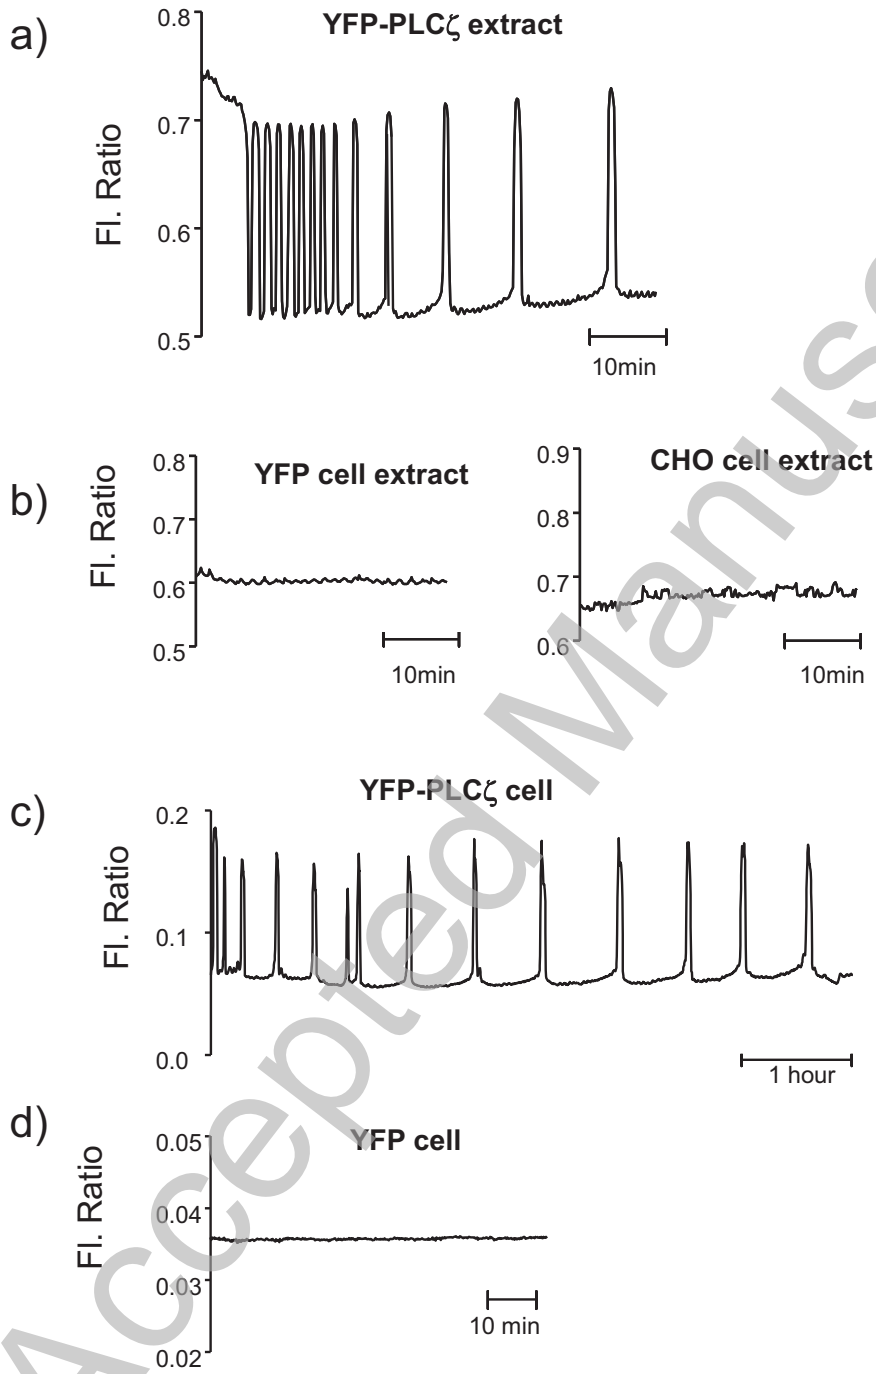 a)
YFP-PLCζ extract
Fl. Ratio
0.8
0.7
0.6
0.5
10min
b)
YFP cell extract
Fl. Ratio
0.8
0.7
0.6
0.5
10min
CHO cell extract
0.9
0.8
0.7
0.6
10min
c)
YFP-PLCζ cell
Fl. Ratio
0.2
0.1
0.0
1 hour
d)
YFP cell
Fl. Ratio
0.05
0.04
0.03
0.02
10 min
Accepted Manus